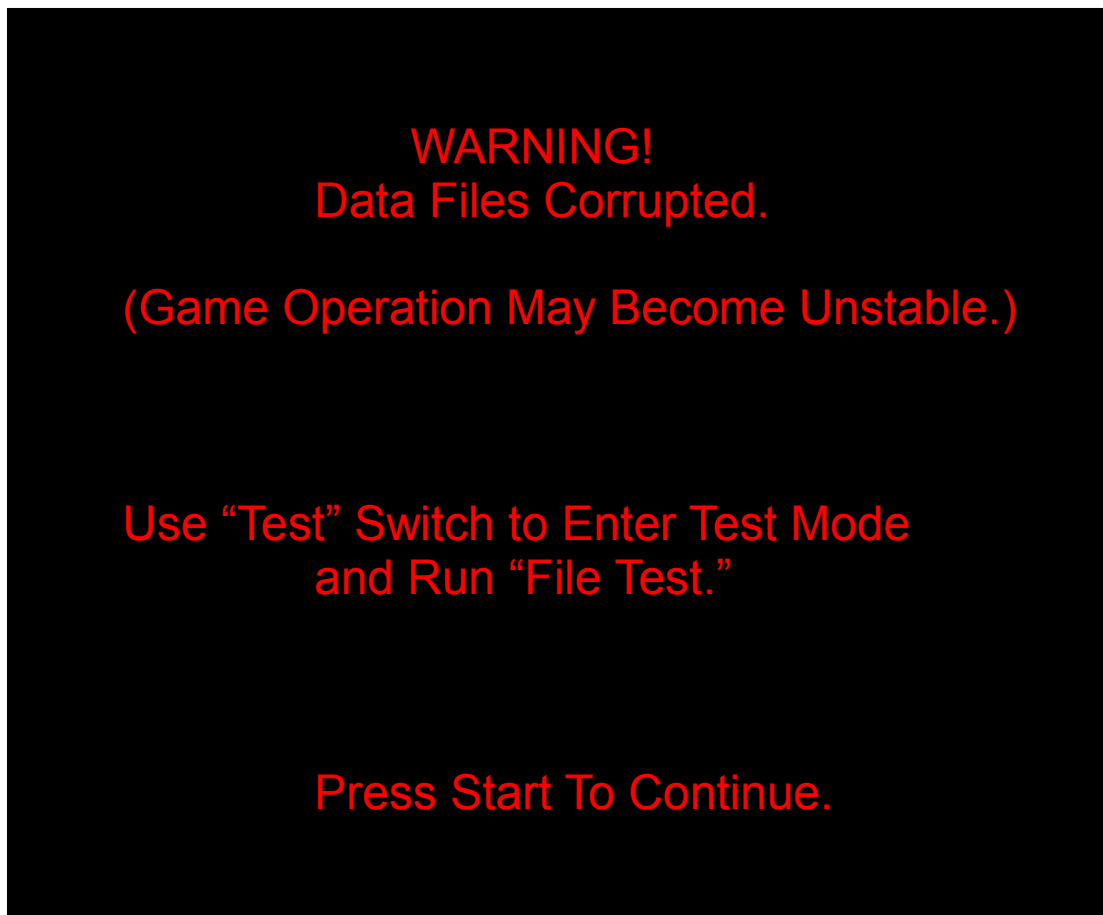 WARNING!
Data Files Corrupted.
(Game Operation May Become Unstable.)
Use “Test” Switch to Enter Test Mode
and Run “File Test.”
Press Start To Continue.